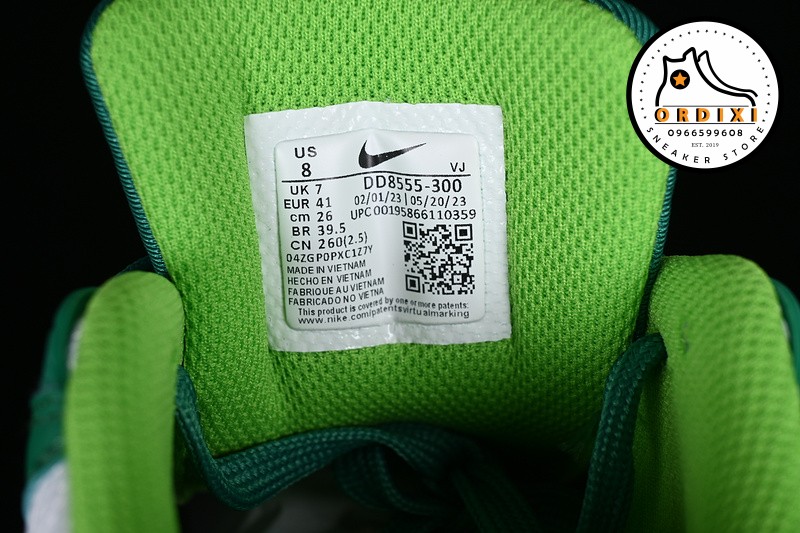 US
8
VJ
UK 7
EUR 41
cm 26
BR 39.5
CN 260(2.5)
DD8555-300
02/01/23 | 05/20/23
UPC 00195866110359
04ZGP0PXC1Z7Y
MADE IN VIETNAM
HECHO EN VIETNAM
FABRIQUE AU VIETNAM
FABRICADO NO VIETNA
This product is covered by one or more patents:
www.nike.com/patentsvirtualmarking
ORDIXI
0966599608
EST. 2019
SNEAKER STORE